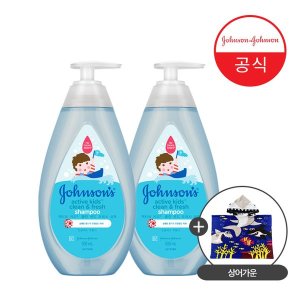 Johnson&Johnson
공식
Johnson's
active kids
clean & fresh
shampoo
Johnson's
active kids
clean & fresh
shampoo
+
상어가운